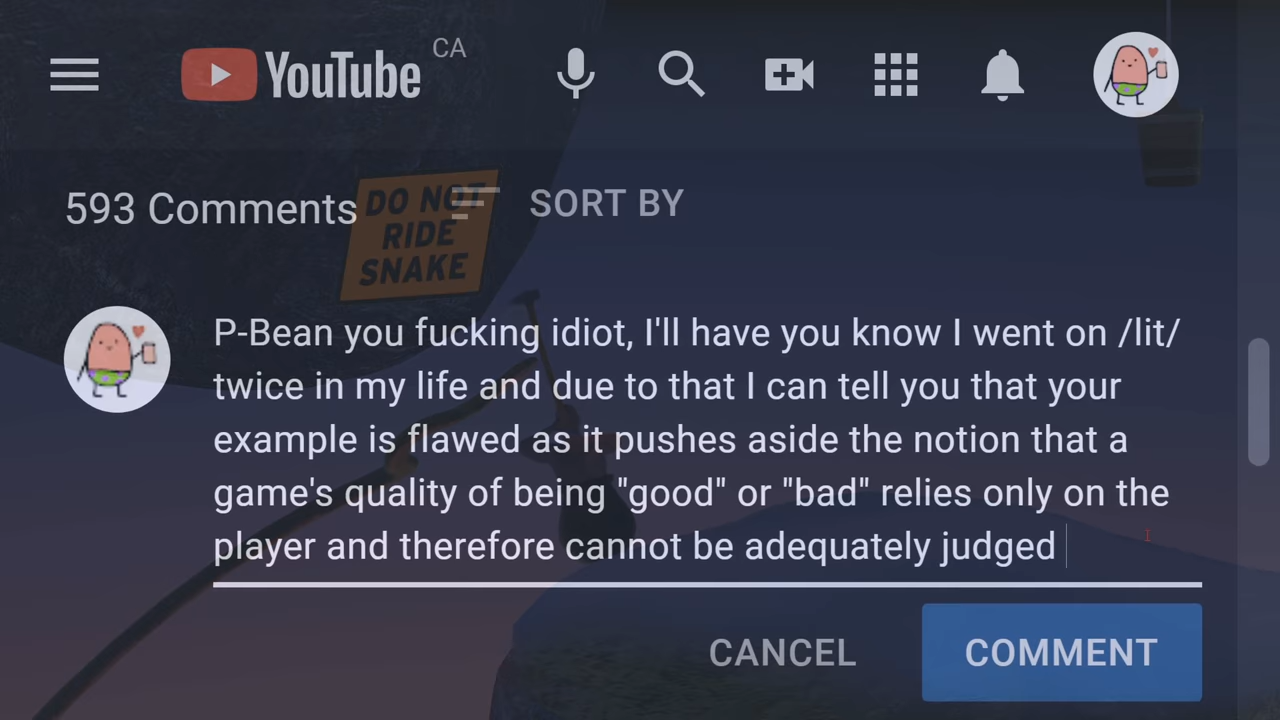 YouTube CA
593 Comments
SORT BY
DO NOT
RIDE
SNAKE
P-Bean you fucking idiot, I'll have you know I went on /lit/
twice in my life and due to that I can tell you that your
example is flawed as it pushes aside the notion that a
game's quality of being "good" or "bad" relies only on the
player and therefore cannot be adequately judged
CANCEL
COMMENT